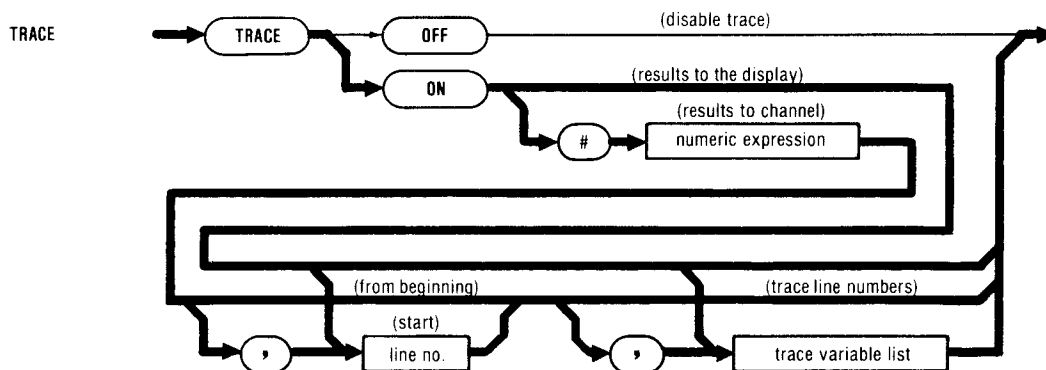 TRACE
TRACE
OFF
(disable trace)
ON
(results to the display)
(results to channel)
#
numeric expression
(from beginning)
(trace line numbers)
(start)
,
line no.
,
trace variable list